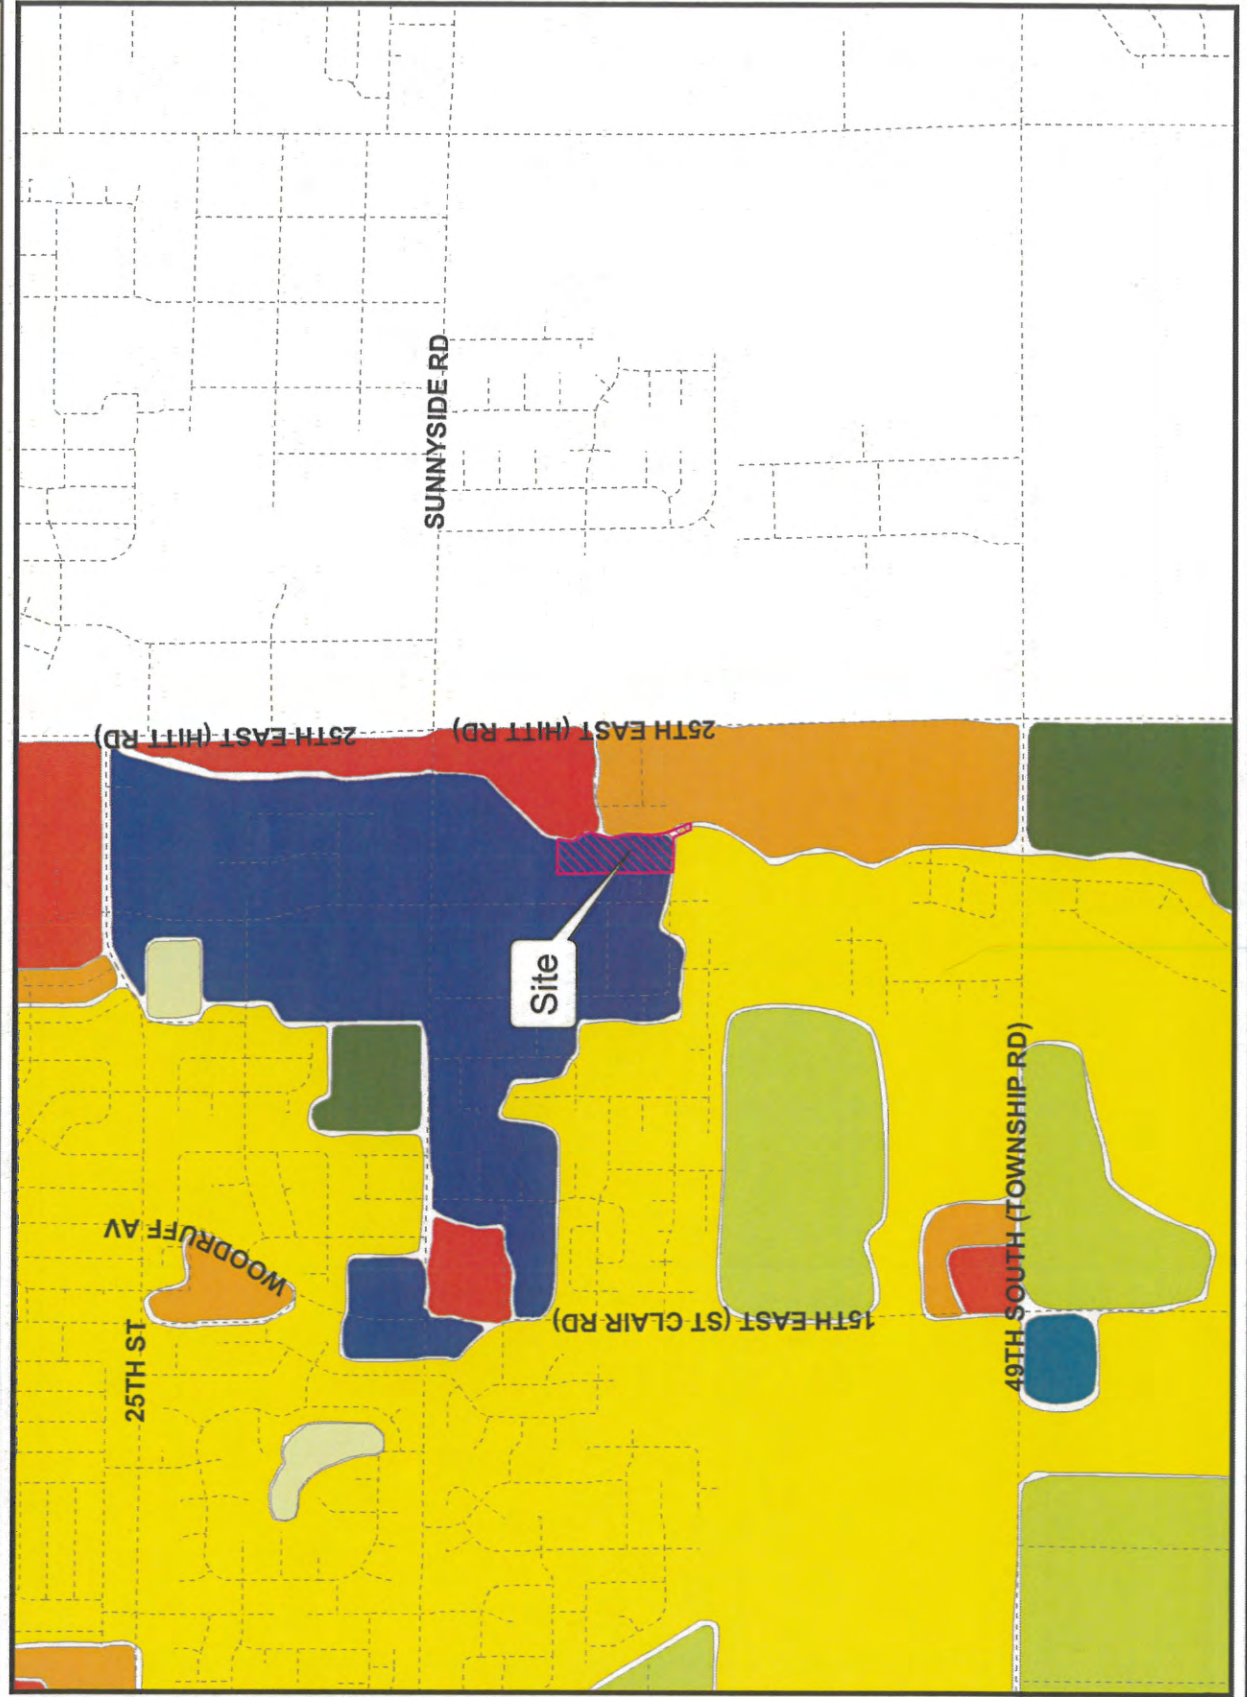 SUNNYSIDE RD
25TH EAST (HITT RD)
25TH EAST (HITT RD)
Site
WOODRUFF AV
25TH ST
15TH EAST (ST CLAIR RD)
49TH SOUTH (TOWNSHIP RD)